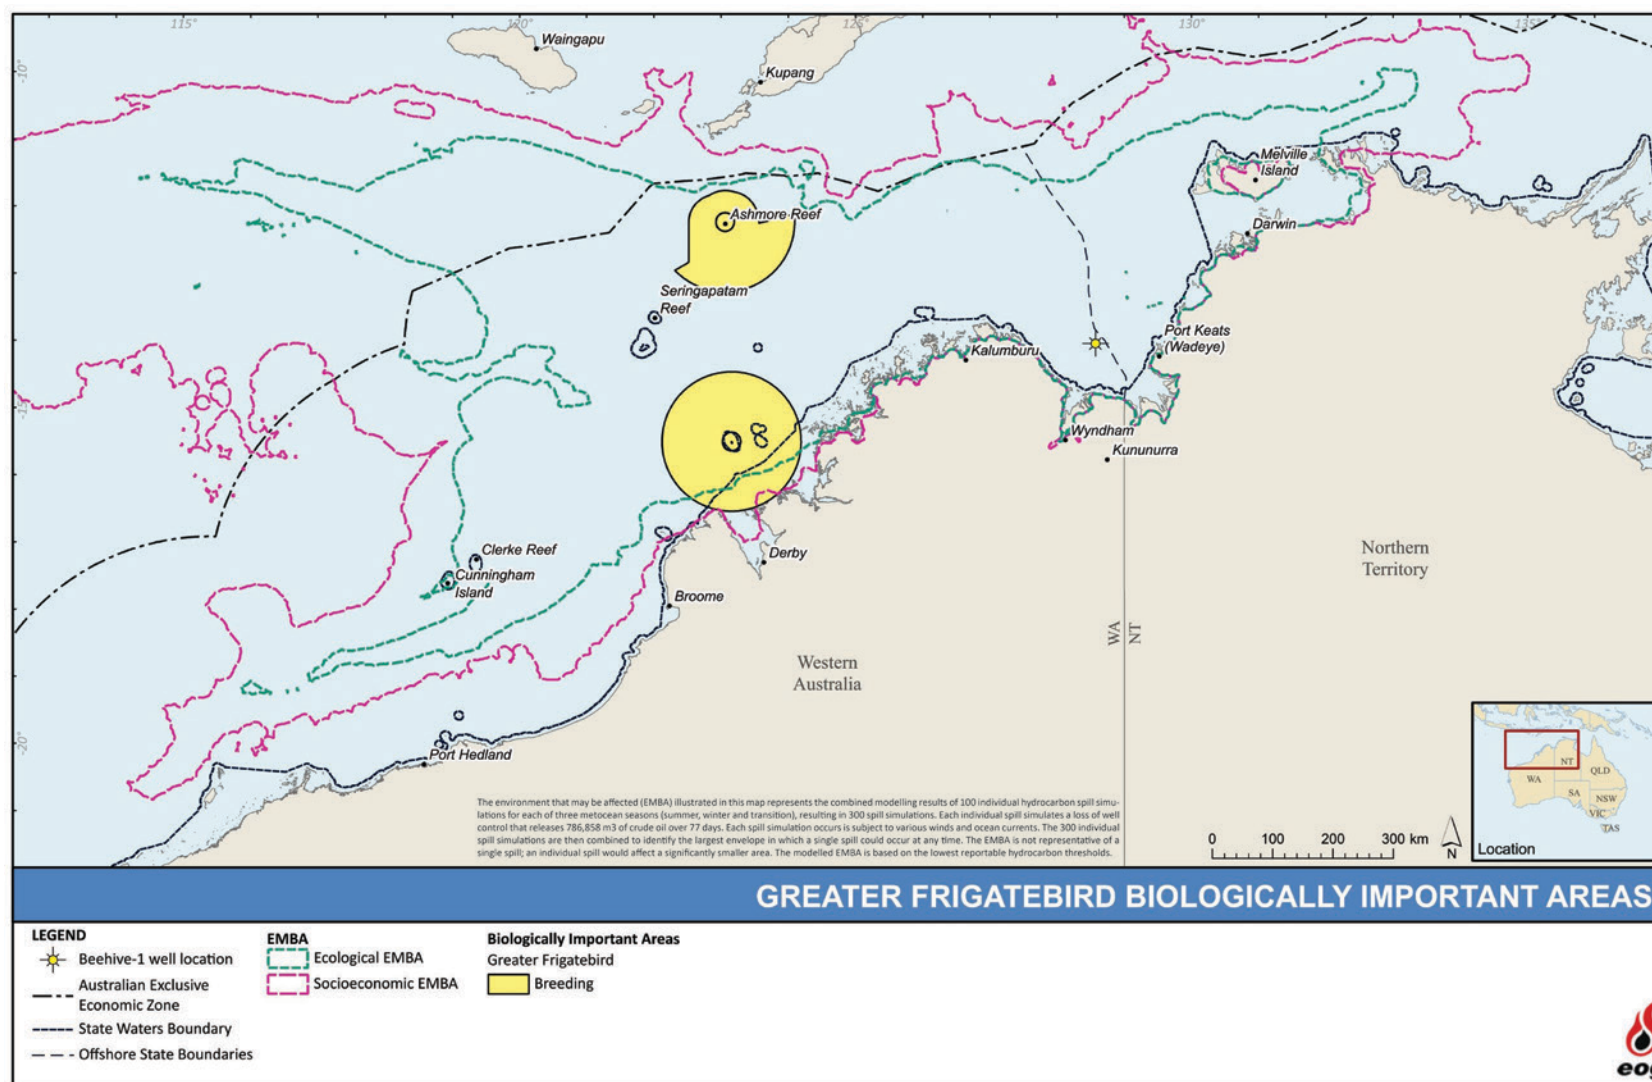 115°
120°
125°
130°
135°
-10°
-15°
-20°
Waingapu
Kupang
Melville
Island
Ashmore Reef
Darwin
Seringapatam
Reef
Port Keats
(Wadeye)
Kalumburu
Wyndham
Kununurra
Clerke Reef
Cunningham
Island
Derby
Broome
Northern
Territory
WA
NT
Western
Australia
Port Hedland
The environment that may be affected (EMBA) illustrated in this map represents the combined modelling results of 100 individual hydrocarbon spill simu-
lations for each of three metocean seasons (summer, winter and transition), resulting in 300 spill simulations. Each individual spill simulates a loss of well
control that releases 786,858 m3 of crude oil over 77 days. Each spill simulation occurs is subject to various winds and ocean currents. The 300 individual
spill simulations are then combined to identify the largest envelope in which a single spill could occur at any time. The EMBA is not representative of a
single spill; an individual spill would affect a significantly smaller area. The modelled EMBA is based on the lowest reportable hydrocarbon thresholds.
0 100 200 300 km
N
WA
NT
QLD
SA
NSW
VIC
TAS
Location
GREATER FRIGATEBIRD BIOLOGICALLY IMPORTANT AREAS
LEGEND
Beehive-1 well location
Australian Exclusive
Economic Zone
State Waters Boundary
Offshore State Boundaries
EMBA
Ecological EMBA
Socioeconomic EMBA
Biologically Important Areas
Greater Frigatebird
Breeding